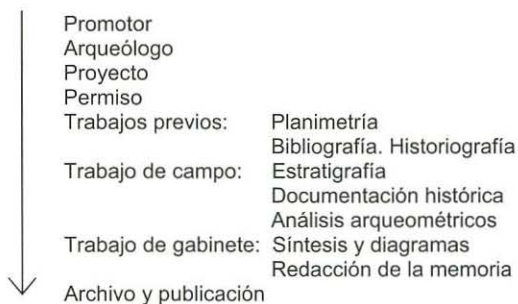 Promotor
Arqueólogo
Proyecto
Permiso
Trabajos previos: Planimetría
Bibliografía. Historiografía
Trabajo de campo: Estratigrafía
Documentación histórica
Análisis arqueométricos
Trabajo de gabinete: Síntesis y diagramas
Redacción de la memoria
Archivo y publicación